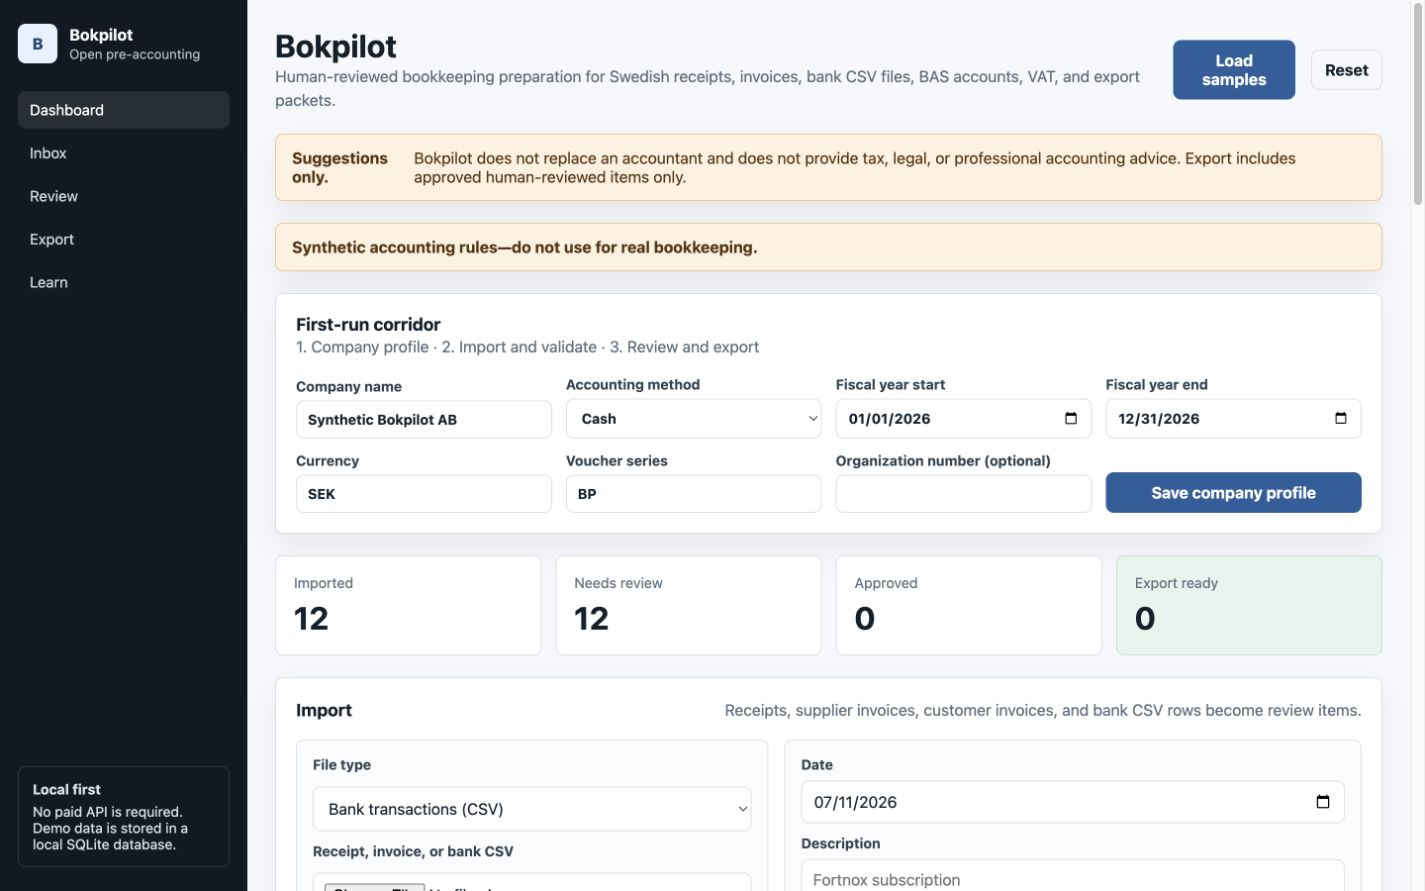 B
Bokpilot
Open pre-accounting
Dashboard
Inbox
Review
Export
Learn
Local first
No paid API is required.
Demo data is stored in a
local SQLite database.
Bokpilot
Human-reviewed bookkeeping preparation for Swedish receipts, invoices, bank CSV files, BAS accounts, VAT, and export
packets.
Load
samples
Reset
Suggestions
only.
Bokpilot does not replace an accountant and does not provide tax, legal, or professional accounting advice. Export includes
approved human-reviewed items only.
Synthetic accounting rules—do not use for real bookkeeping.
First-run corridor
1. Company profile · 2. Import and validate · 3. Review and export
Company name
Accounting method
Fiscal year start
Fiscal year end
Synthetic Bokpilot AB
Cash
01/01/2026
12/31/2026
Currency
Voucher series
Organization number (optional)
SEK
BP
Save company profile
Imported
12
Needs review
12
Approved
0
Export ready
0
Import
Receipts, supplier invoices, customer invoices, and bank CSV rows become review items.
File type
Bank transactions (CSV)
Receipt, invoice, or bank CSV
Date
07/11/2026
Description
Fortnox subscription